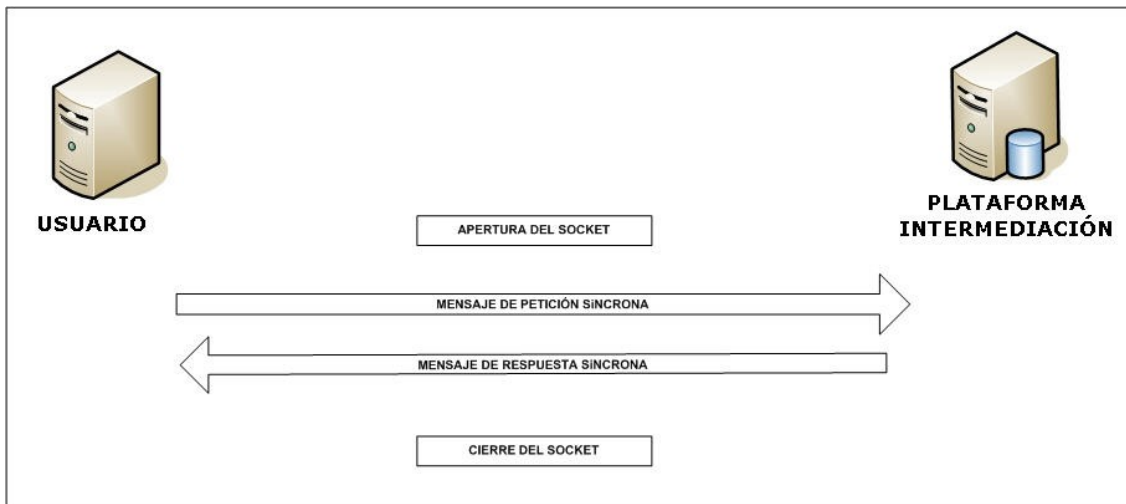 USUARIO
PLATAFORMA
INTERMEDIACIÓN
APERTURA DEL SOCKET
MENSAJE DE PETICIÓN SíNCRONA
MENSAJE DE RESPUESTA SíNCRONA
CIERRE DEL SOCKET